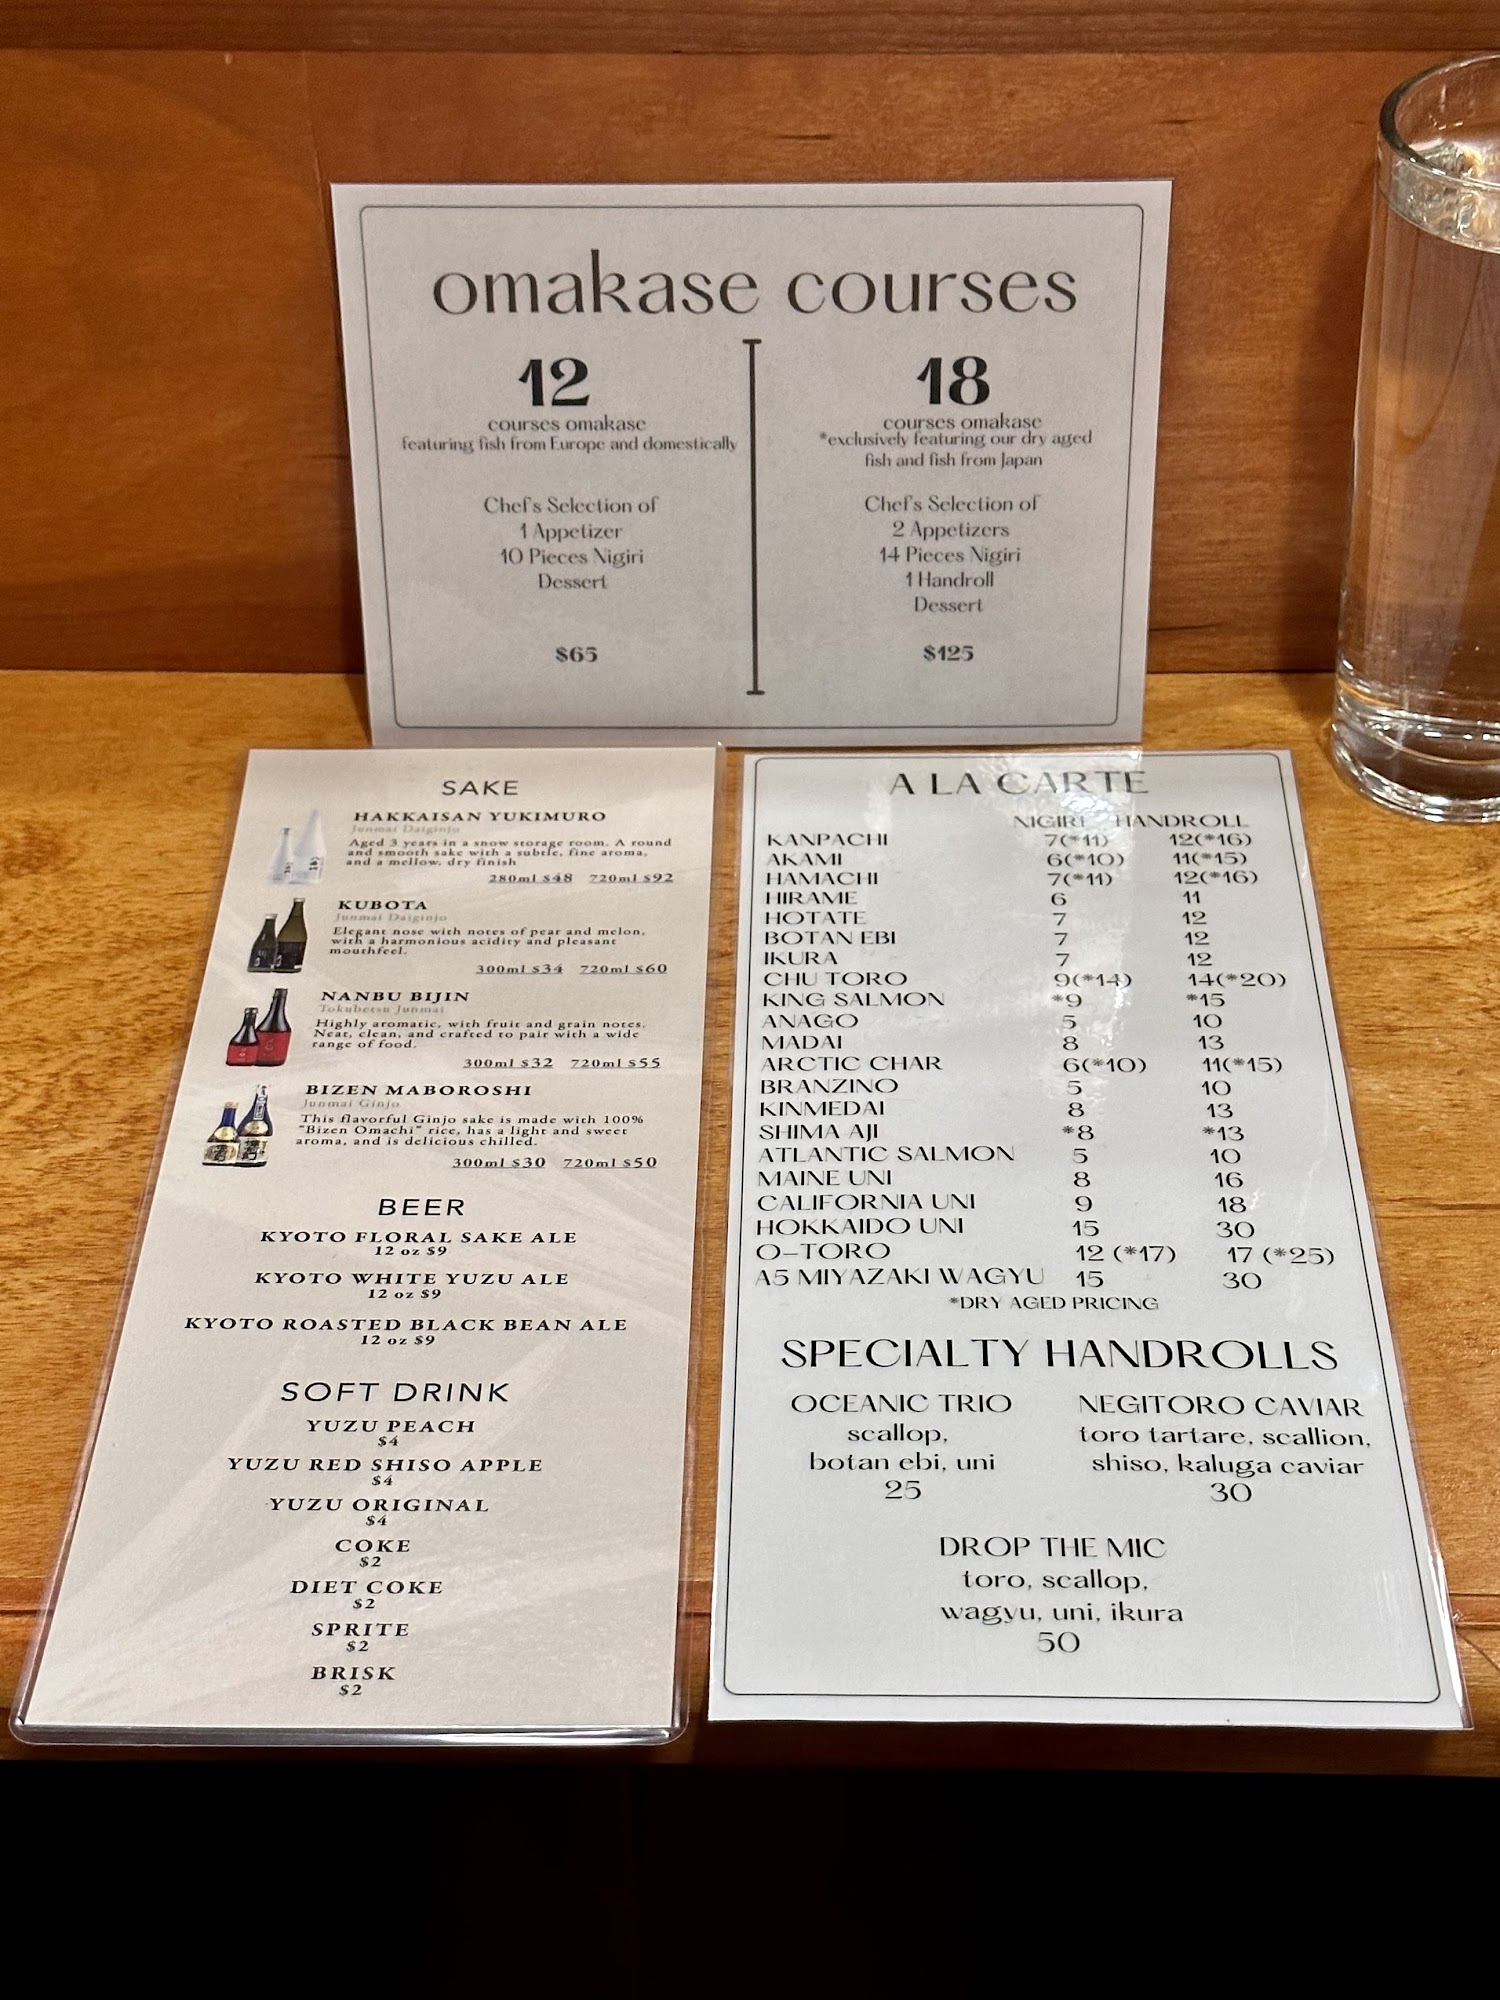 omakase courses
12
courses omakase
featuring fish from Europe and domestically
Chef's Selection of
1 Appetizer
10 Pieces Nigiri
Dessert
$65
18
courses omakase
*exclusively featuring our dry aged
fish and fish from Japan
Chef's Selection of
2 Appetizers
14 Pieces Nigiri
1 Handroll
Dessert
$125
SAKE
HAKKAISAN YUKIMURO
Junmai Daiginjo
Aged 3 years in a snow storage room. A round
and smooth sake with a subtle, fine aroma,
and a mellow, dry finish
280ml $48 720ml $92
KUBOTA
Junmai Daiginjo
Elegant nose with notes of pear and melon,
with a harmonious acidity and pleasant
mouthfeel.
300ml $34 720ml $60
NANBU BIJIN
Tokubetsu Junmai
Highly aromatic, with fruit and grain notes.
Neat, clean, and crafted to pair with a wide
range of food.
300ml $32 720ml $55
BIZEN MABOROSHI
Junmai Ginjo
This flavorful Ginjo sake is made with 100%
"Bizen Omachi" rice, has a light and sweet
aroma, and is delicious chilled.
300ml $30 720ml $50
BEER
KYOTO FLORAL SAKE ALE
12 oz $9
KYOTO WHITE YUZU ALE
12 oz $9
KYOTO ROASTED BLACK BEAN ALE
12 oz $9
SOFT DRINK
YUZU PEACH
$4
YUZU RED SHISO APPLE
$4
YUZU ORIGINAL
$4
COKE
$2
DIET COKE
$2
SPRITE
$2
BRISK
$2
A LA CARTE
NIGIRI HANDROLL
KANPACHI 7(*11) 12(*16)
AKAMI 6(*10) 11(*15)
HAMACHI 7(*11) 12(*16)
HIRAME 6 11
HOTATE 7 12
BOTAN EBI 7 12
IKURA 7 12
CHU TORO 9(*14) 14(*20)
KING SALMON *9 *15
ANAGO 5 10
MADAI 8 13
ARCTIC CHAR 6(*10) 11(*15)
BRANZINO 5 10
KINMEDAI 8 13
SHIMA AJI *8 *13
ATLANTIC SALMON 5 10
MAINE UNI 8 16
CALIFORNIA UNI 9 18
HOKKAIDO UNI 15 30
O-TORO 12 (*17) 17 (*25)
A5 MIYAZAKI WAGYU 15 30
*DRY AGED PRICING
SPECIALTY HANDROLLS
OCEANIC TRIO
scallop,
botan ebi, uni
25
NEGITORO CAVIAR
toro tartare, scallion,
shiso, kaluga caviar
30
DROP THE MIC
toro, scallop,
wagyu, uni, ikura
50